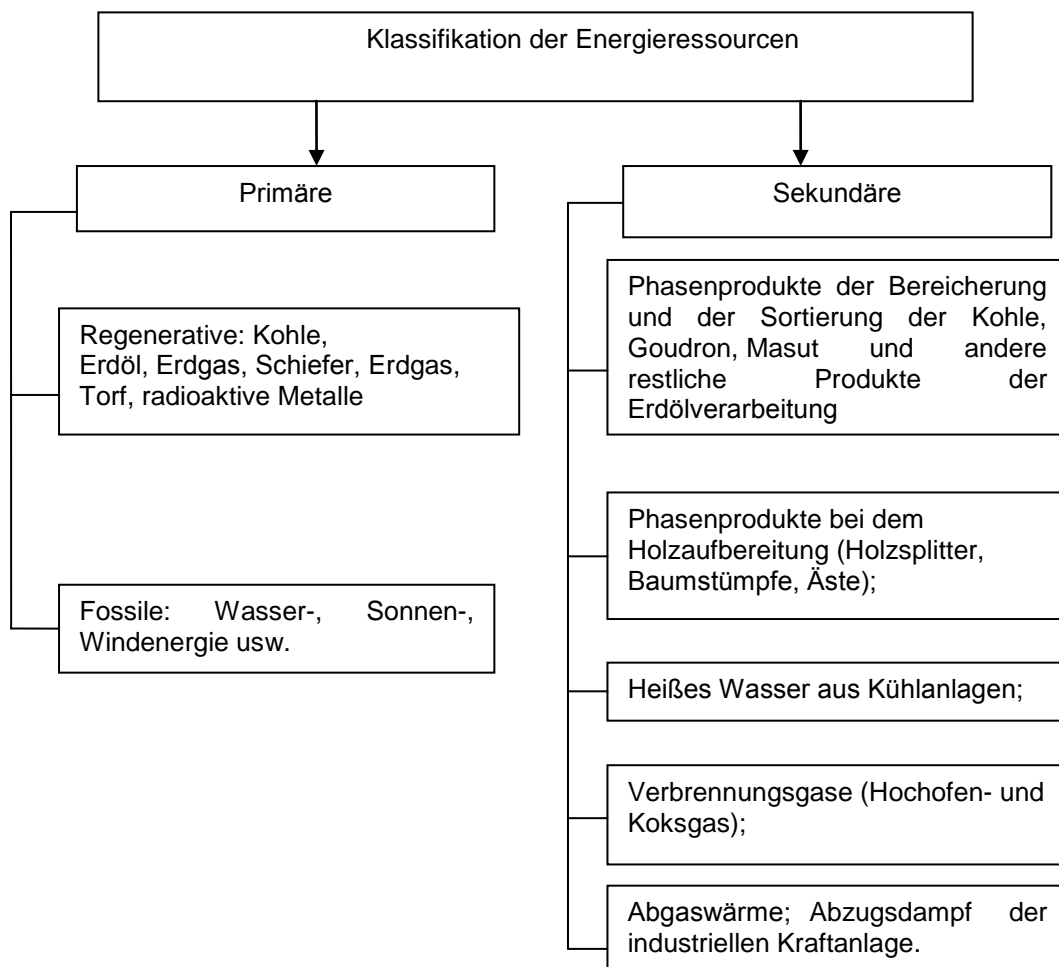 Klassifikation der Energieressourcen
Primäre
Sekundäre
Regenerative: Kohle,
Erdöl, Erdgas, Schiefer, Erdgas,
Torf, radioaktive Metalle
Fossile: Wasser-, Sonnen-,
Windenergie usw.
Phasenprodukte der Bereicherung
und der Sortierung der Kohle,
Goudron, Masut und andere
restliche Produkte der
Erdölverarbeitung
Phasenprodukte bei dem
Holzaufbereitung (Holzsplitter,
Baumstümpfe, Äste);
Heißes Wasser aus Kühlanlagen;
Verbrennungsgase (Hochofen- und
Koksgas);
Abgaswärme; Abzugsdampf der
industriellen Kraftanlage.